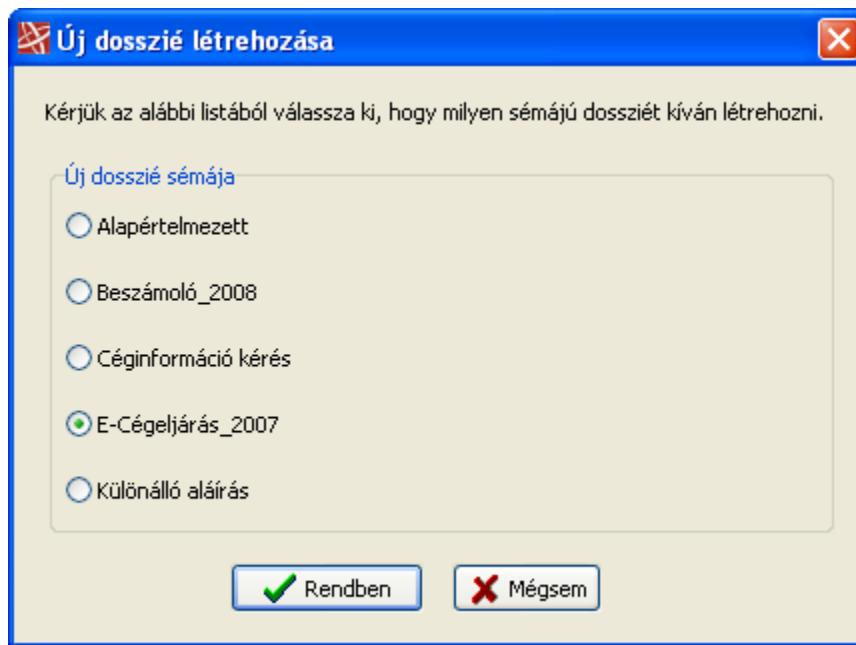 Új dosszié létrehozása
Kérjük az alábbi listából válassza ki, hogy milyen sémájú dossziét kíván létrehozni.
Új dosszié sémája
Alapértelmezett
Beszámoló_2008
Céginformáció kérés
E-Cégeljárás_2007
Különálló aláírás
Rendben
Mégsem